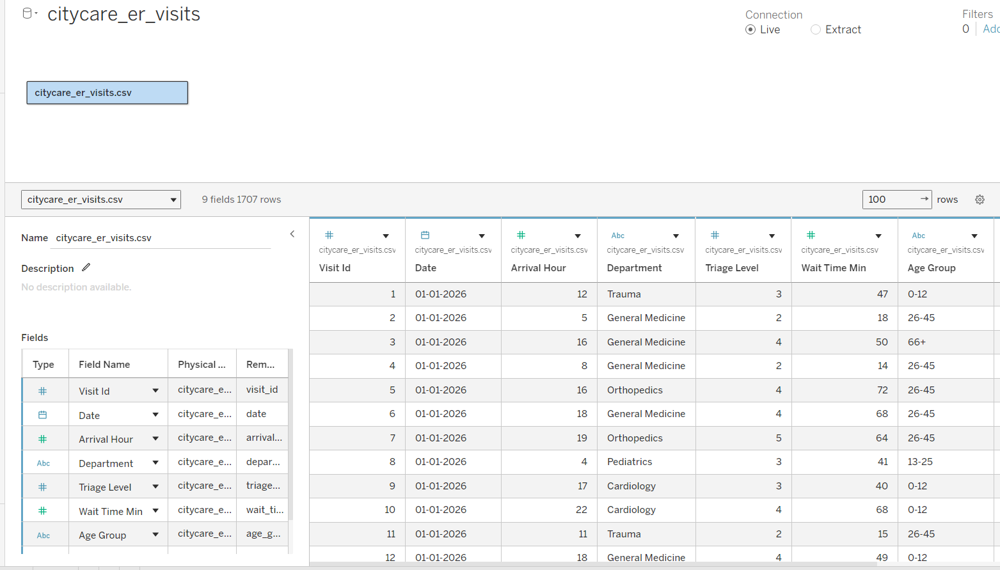 citycare_er_visits
Connection
Live Extract
Filters
0 Add
citycare_er_visits.csv
citycare_er_visits.csv 9 fields 1707 rows 100 rows
Name citycare_er_visits.csv
Description
No description available.
Fields
Type Field Name Physical ... Rem...
# Visit Id citycare_e... visit_id
Date citycare_e... date
# Arrival Hour citycare_e... arrival...
Abc Department citycare_e... depar...
# Triage Level citycare_e... triage...
# Wait Time Min citycare_e... wait_ti...
Abc Age Group citycare_e... age_g...
# # Abc # # Abc
citycare_er_visits.csv citycare_er_visits.csv citycare_er_visits.csv citycare_er_visits.csv citycare_er_visits.csv citycare_er_visits.csv citycare_er_visits.csv
Visit Id Date Arrival Hour Department Triage Level Wait Time Min Age Group
1 01-01-2026 12 Trauma 3 47 0-12
2 01-01-2026 5 General Medicine 2 18 26-45
3 01-01-2026 16 General Medicine 4 50 66+
4 01-01-2026 8 General Medicine 2 14 26-45
5 01-01-2026 16 Orthopedics 4 72 26-45
6 01-01-2026 18 General Medicine 4 68 26-45
7 01-01-2026 19 Orthopedics 5 64 26-45
8 01-01-2026 4 Pediatrics 3 41 13-25
9 01-01-2026 17 Cardiology 3 40 0-12
10 01-01-2026 22 Cardiology 4 68 0-12
11 01-01-2026 11 Trauma 2 15 26-45
12 01-01-2026 18 General Medicine 4 49 0-12